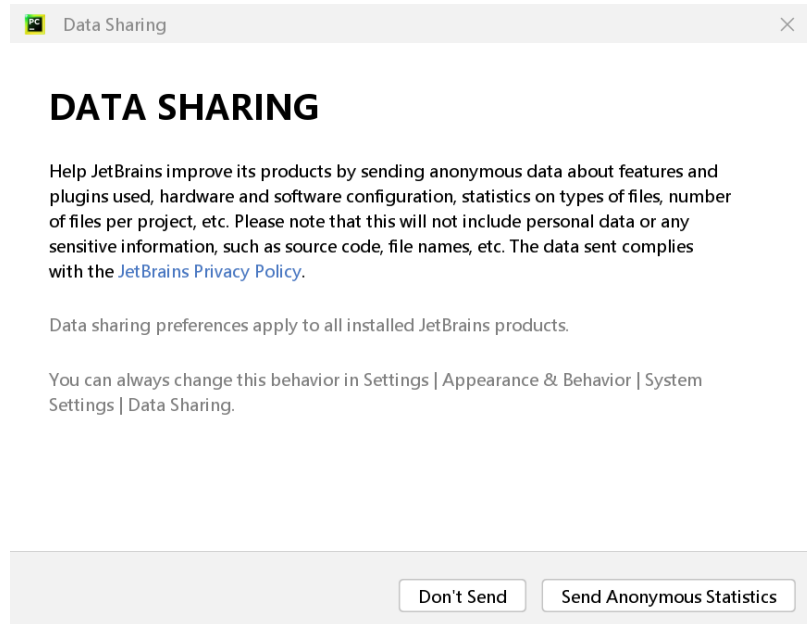 PC
Data Sharing
DATA SHARING
Help JetBrains improve its products by sending anonymous data about features and
plugins used, hardware and software configuration, statistics on types of files, number
of files per project, etc. Please note that this will not include personal data or any
sensitive information, such as source code, file names, etc. The data sent complies
with the JetBrains Privacy Policy.
Data sharing preferences apply to all installed JetBrains products.
You can always change this behavior in Settings | Appearance & Behavior | System
Settings | Data Sharing.
Don't Send
Send Anonymous Statistics